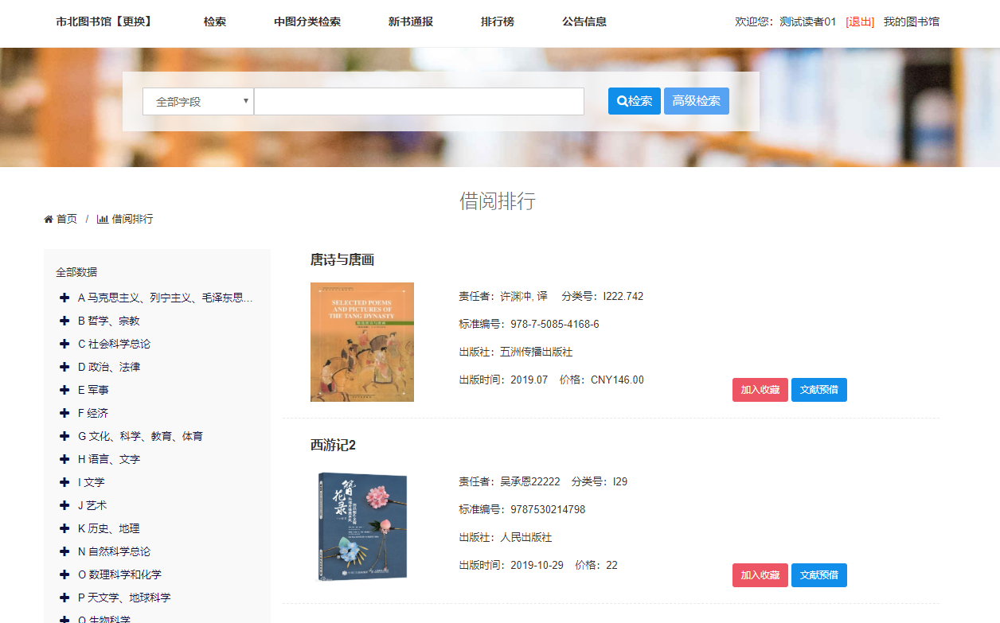 市北图书馆【更换】 检索 中图分类检索 新书通报 排行榜 公告信息 欢迎您：测试读者01 [退出] 我的图书馆
全部字段 检索 高级检索
借阅排行
首页 / 借阅排行
全部数据
A 马克思主义、列宁主义、毛泽东思...
B 哲学、宗教
C 社会科学总论
D 政治、法律
E 军事
F 经济
G 文化、科学、教育、体育
H 语言、文字
I 文学
J 艺术
K 历史、地理
N 自然科学总论
O 数理科学和化学
P 天文学、地球科学
Q 生物科学
唐诗与唐画
SELECTED POEMS
AND PICTURES OF
THE TANG DYNASTY
责任者：许渊冲, 译 分类号：I222.742
标准编号：978-7-5085-4168-6
出版社：五洲传播出版社
出版时间：2019.07 价格：CNY146.00
加入收藏 文献预借
西游记2
簪花录
责任者：吴承恩22222 分类号：I29
标准编号：9787530214798
出版社：人民出版社
出版时间：2019-10-29 价格：22
加入收藏 文献预借